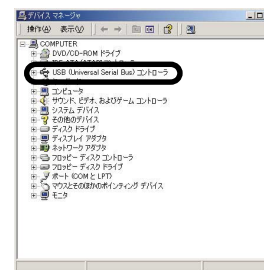 デバイス マネージャ
操作(A) 表示(V)
COMPUTER
DVD/CD-ROM ドライブ
USB (Universal Serial Bus) コントローラ
コンピュータ
サウンド、ビデオ、およびゲーム コントローラ
システム デバイス
その他のデバイス
ディスク ドライブ
ディスプレイ アダプタ
ネットワーク アダプタ
フロッピー ディスク コントローラ
フロッピー ディスク ドライブ
ポート (COM と LPT)
マウスとそのほかのポインティング デバイス
モニタ